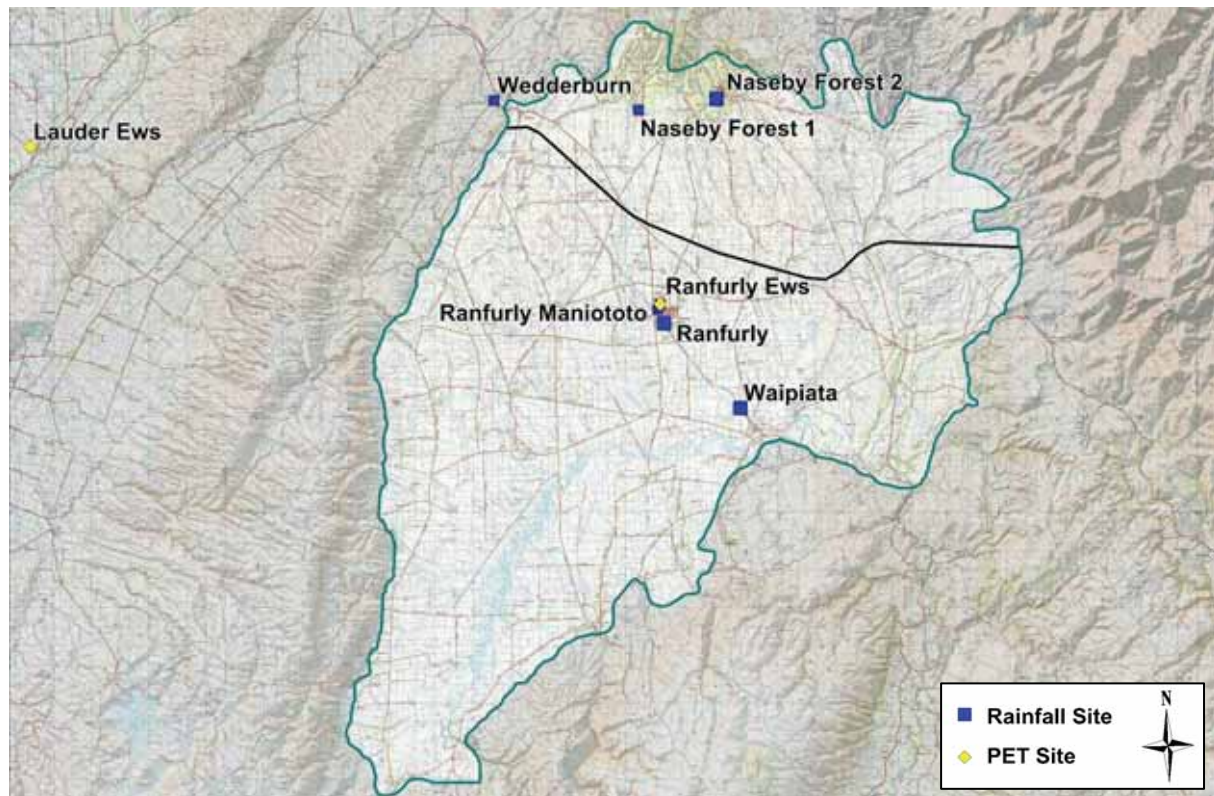 Wedderburn
Naseby Forest 2
Lauder Ews
Naseby Forest 1
Ranfurly Ews
Ranfurly Maniototo
Ranfurly
Waipiata
N
Rainfall Site
PET Site